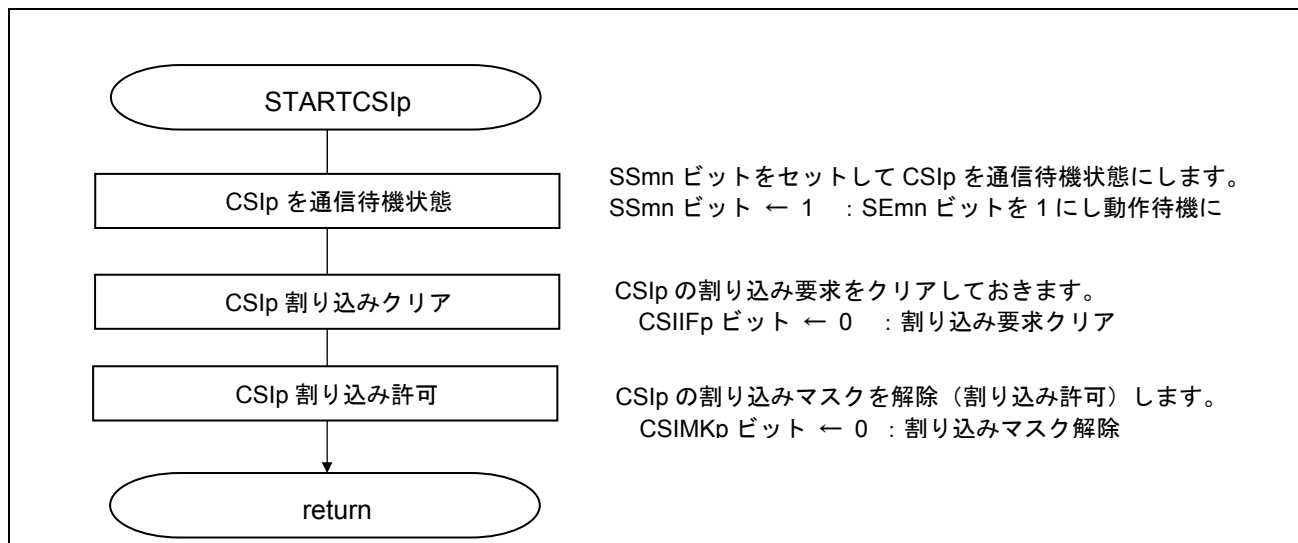 STARTCSIp
CSIp を通信待機状態
SSmn ビットをセットして CSIp を通信待機状態にします。
SSmn ビット ← 1 ：SEmn ビットを 1 にし動作待機に
CSIp 割り込みクリア
CSIp の割り込み要求をクリアしておきます。
CSIIFp ビット ← 0 ：割り込み要求クリア
CSIp 割り込み許可
CSIp の割り込みマスクを解除（割り込み許可）します。
CSIMKp ビット ← 0 ：割り込みマスク解除
return